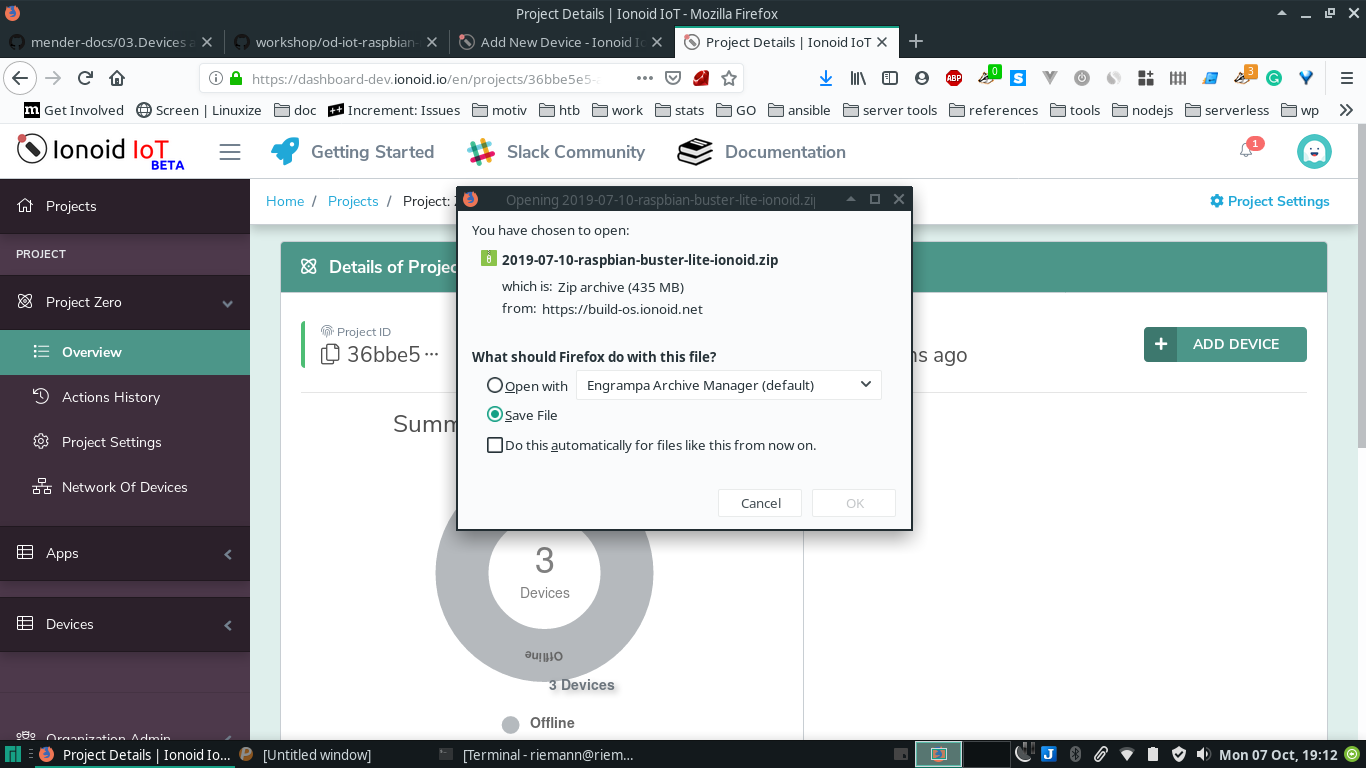 Project Details | Ionoid IoT - Mozilla Firefox
mender-docs/03.Devices a
workshop/od-iot-raspbian-
Add New Device - Ionoid Io
Project Details | Ionoid IoT
https://dashboard-dev.ionoid.io/en/projects/36bbe5e5-
ABP
0
S
3
Get Involved
Screen | Linuxize
doc
Increment: Issues
motiv
htb
work
stats
GO
ansible
server tools
references
tools
nodejs
serverless
wp
Ionoid IoT
BETA
Getting Started
Slack Community
Documentation
1
Projects
PROJECT
Project Zero
Overview
Actions History
Project Settings
Network Of Devices
Apps
Devices
Organization Admin
Home / Projects / Project:
Project Settings
Details of Projec
Project ID
36bbe5 ···
ns ago
ADD DEVICE
Summ
3
Devices
Offline
3 Devices
Offline
Opening 2019-07-10-raspbian-buster-lite-ionoid.zip
You have chosen to open:
2019-07-10-raspbian-buster-lite-ionoid.zip
which is: Zip archive (435 MB)
from: https://build-os.ionoid.net
What should Firefox do with this file?
Open with
Engrampa Archive Manager (default)
Save File
Do this automatically for files like this from now on.
Cancel
OK
Project Details | Ionoid Io...
[Untitled window]
[Terminal - riemann@riem...
Mon 07 Oct, 19:12